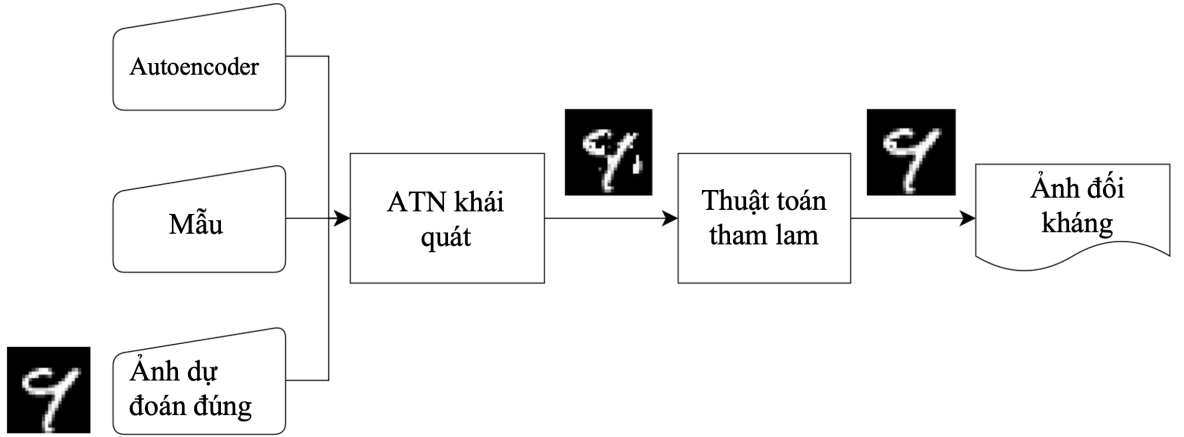 Autoencoder
Mẫu
Ảnh dự
đoán đúng
ATN khái
quát
Thuật toán
tham lam
Ảnh đối
kháng